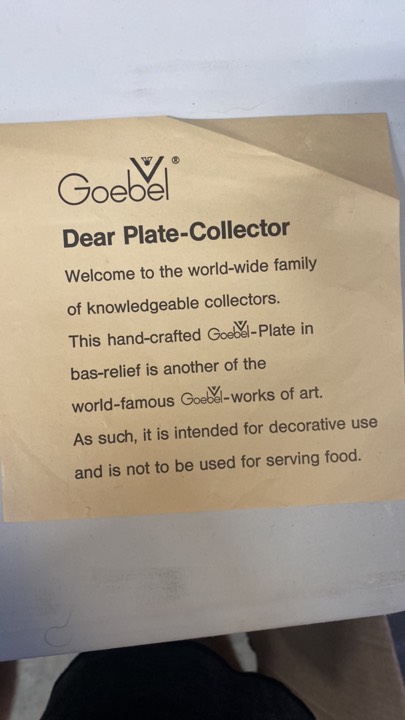 Goebel®
Dear Plate-Collector
Welcome to the world-wide family
of knowledgeable collectors.
This hand-crafted Goebel-Plate in
bas-relief is another of the
world-famous Goebel-works of art.
As such, it is intended for decorative use
and is not to be used for serving food.